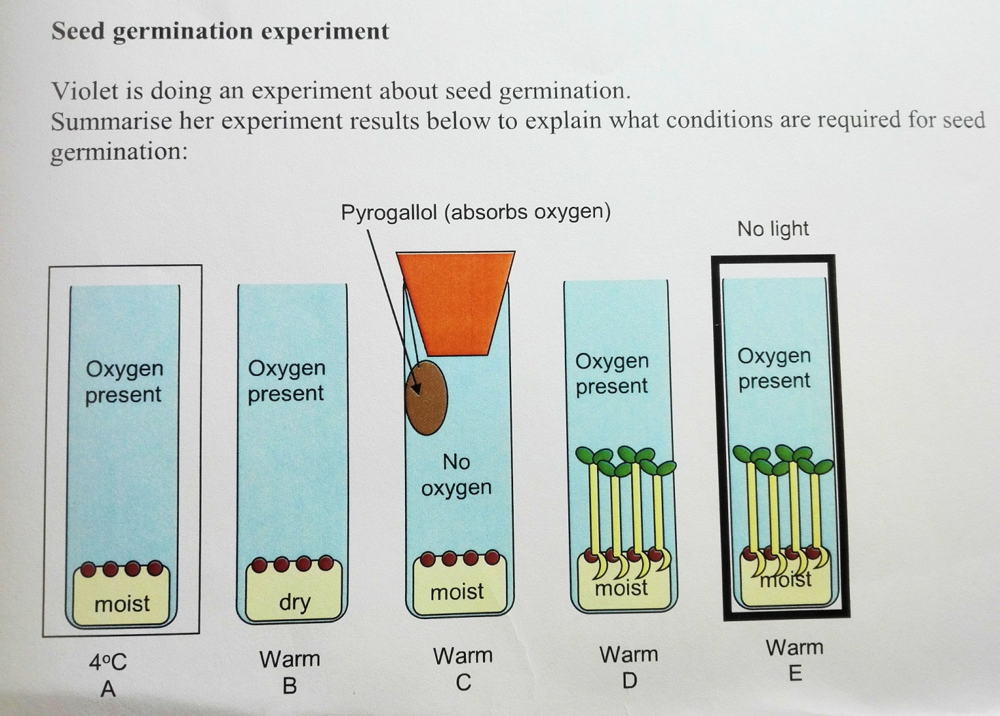 Seed germination experiment
Violet is doing an experiment about seed germination.
Summarise her experiment results below to explain what conditions are required for seed
germination:
Pyrogallol (absorbs oxygen)
No light
Oxygen
present
Oxygen
present
No
oxygen
Oxygen
present
Oxygen
present
moist
dry
moist
moist
moist
4°C
A
Warm
B
Warm
C
Warm
D
Warm
E